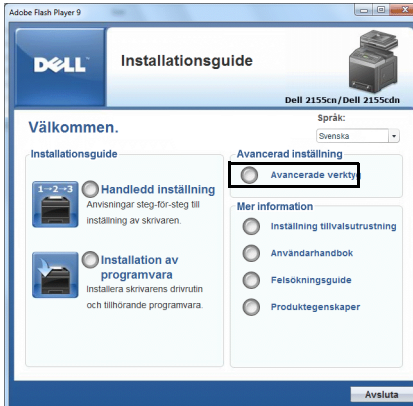 Adobe Flash Player 9
DELL
Installationsguide
Dell 2155cn/Dell 2155cdn
Välkommen.
Språk:
Svenska
Installationsguide
1→2→3
Handledd inställning
Anvisningar steg-för-steg till
inställning av skrivaren.
Installation av
programvara
Installera skrivarens drivrutin
och tillhörande programvara.
Avancerad inställning
Avancerade verktyg
Mer information
Inställning tillvalsutrustning
Användarhandbok
Felsökningsguide
Produktegenskaper
Avsluta